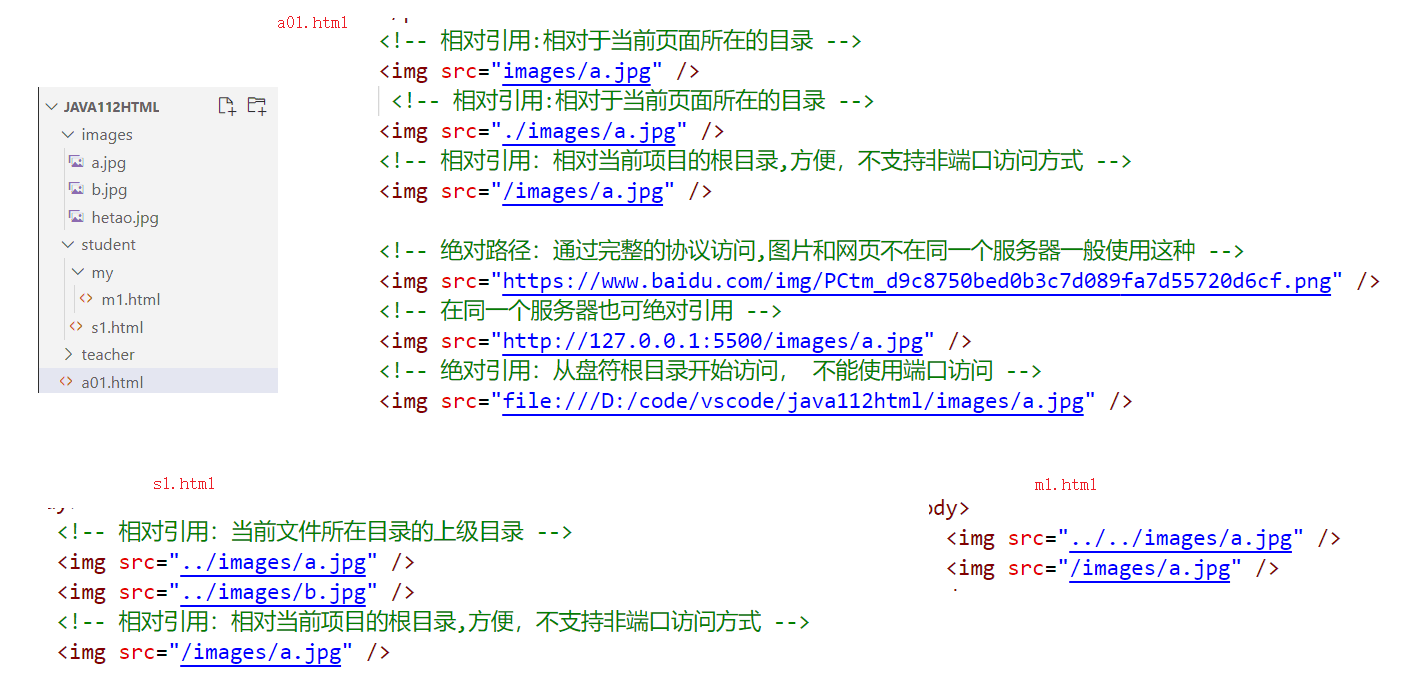 a01.html
<!-- 相对引用:相对于当前页面所在的目录 -->
<img src="images/a.jpg" />
<!-- 相对引用:相对于当前页面所在的目录 -->
<img src="./images/a.jpg" />
<!-- 相对引用: 相对当前项目的根目录,方便，不支持非端口访问方式 -->
<img src="/images/a.jpg" />
<!-- 绝对路径: 通过完整的协议访问,图片和网页不在同一个服务器一般使用这种 -->
<img src="https://www.baidu.com/img/PCtm_d9c8750bed0b3c7d089fa7d55720d6cf.png" />
<!-- 在同一个服务器也可绝对引用 -->
<img src="http://127.0.0.1:5500/images/a.jpg" />
<!-- 绝对引用: 从盘符根目录开始访问， 不能使用端口访问 -->
<img src="file:///D:/code/vscode/java112html/images/a.jpg" />
JAVA112HTML
images
a.jpg
b.jpg
hetao.jpg
student
my
m1.html
s1.html
teacher
a01.html
s1.html
<!-- 相对引用: 当前文件所在目录的上级目录 -->
<img src="../images/a.jpg" />
<img src="../images/b.jpg" />
<!-- 相对引用: 相对当前项目的根目录,方便，不支持非端口访问方式 -->
<img src="/images/a.jpg" />
m1.html
ody>
<img src="../../images/a.jpg" />
<img src="/images/a.jpg" />